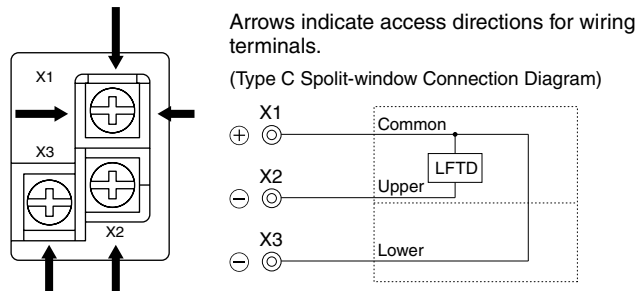 Arrows indicate access directions for wiring
terminals.
(Type C Spolit-window Connection Diagram)
X1
X3
X2
X1
Common
LFTD
X2
Upper
X3
Lower